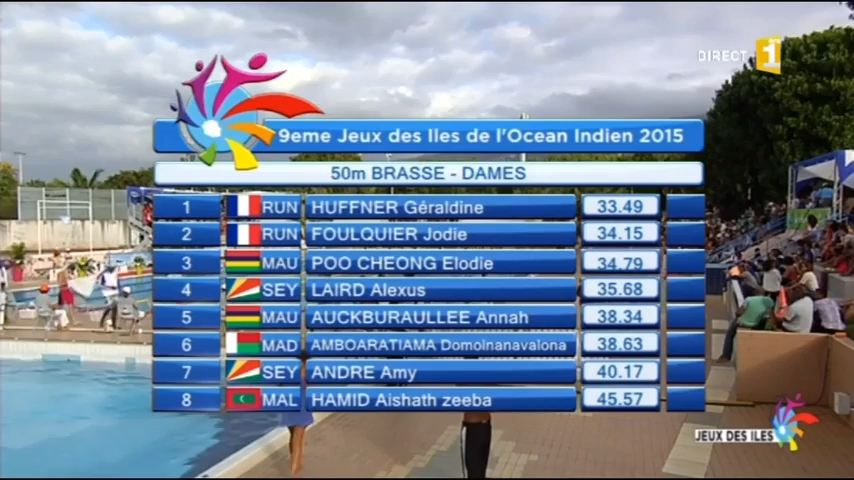 DIRECT 1
9eme Jeux des Iles de l'Ocean Indien 2015
50m BRASSE - DAMES
1 RUN HUFFNER Géraldine 33.49
2 RUN FOULQUIER Jodie 34.15
3 MAU POO CHEONG Elodie 34.79
4 SEY LAIRD Alexus 35.68
5 MAU AUCKBURAULLEE Annah 38.34
6 MAD AMBOARATIAMA Domoinanavalona 38.63
7 SEY ANDRE Amy 40.17
8 MAL HAMID Aishath zeeba 45.57
JEUX DES ILES